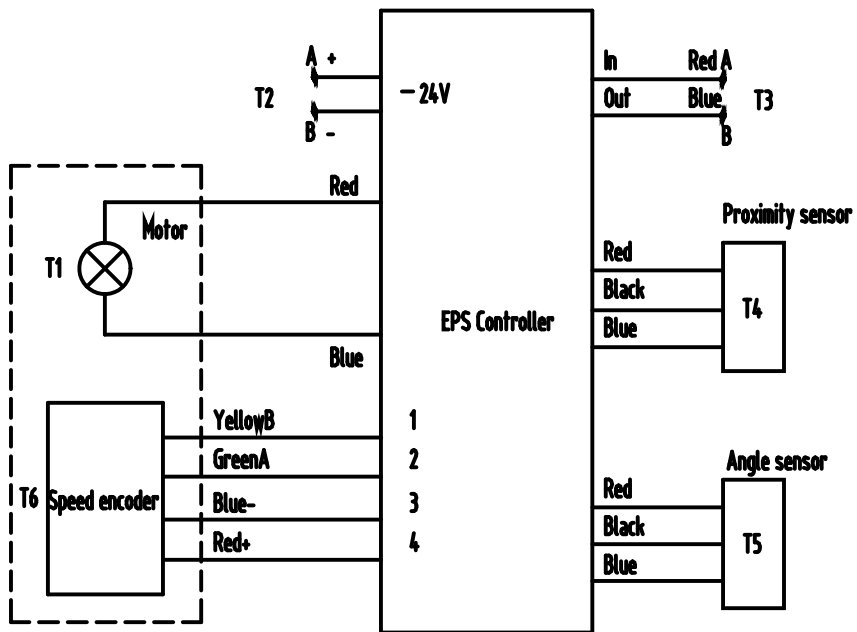 A +
T2
B -
- 24V
In Red A
Out Blue T3
B
Red
Motor
T1
Blue
EPS Controller
Proximity sensor
Red
Black
Blue
T4
YellowB 1
GreenA 2
Blue- 3
Red+ 4
T6 Speed encoder
Angle sensor
Red
Black
Blue
T5